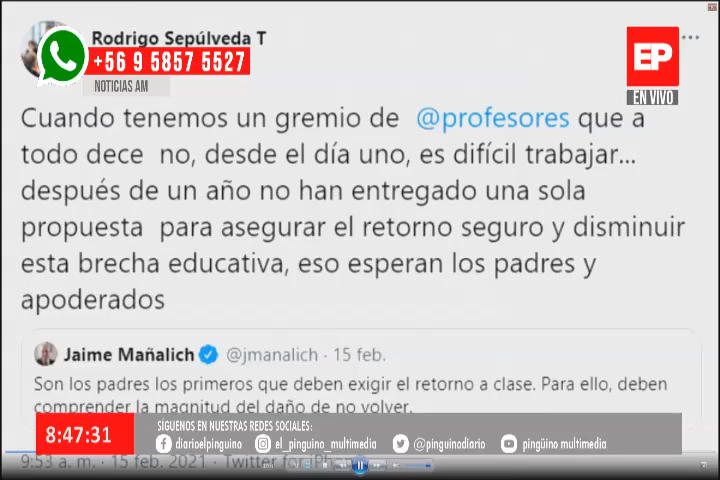 Rodrigo Sepúlveda T
+56 9 5857 5527
NOTICIAS AM
EP
EN VIVO
Cuando tenemos un gremio de @profesores que a
todo dece no, desde el día uno, es difícil trabajar...
después de un año no han entregado una sola
propuesta para asegurar el retorno seguro y disminuir
esta brecha educativa, eso esperan los padres y
apoderados
Jaime Mañalich @jmanalich · 15 feb.
Son los padres los primeros que deben exigir el retorno a clase. Para ello, deben
comprender la magnitud del daño de no volver.
8:47:31
SÍGUENOS EN NUESTRAS REDES SOCIALES:
diarioelpinguino el_pinguino_multimedia @pinguinodiario pingüino multimedia
9:53 a. m. · 15 feb. 2021 · Twitter for iPhone